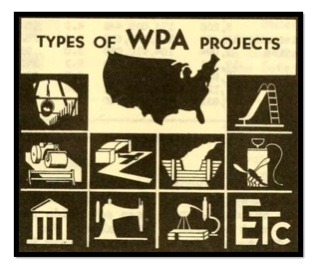 TYPES OF WPA PROJECTS
ETc